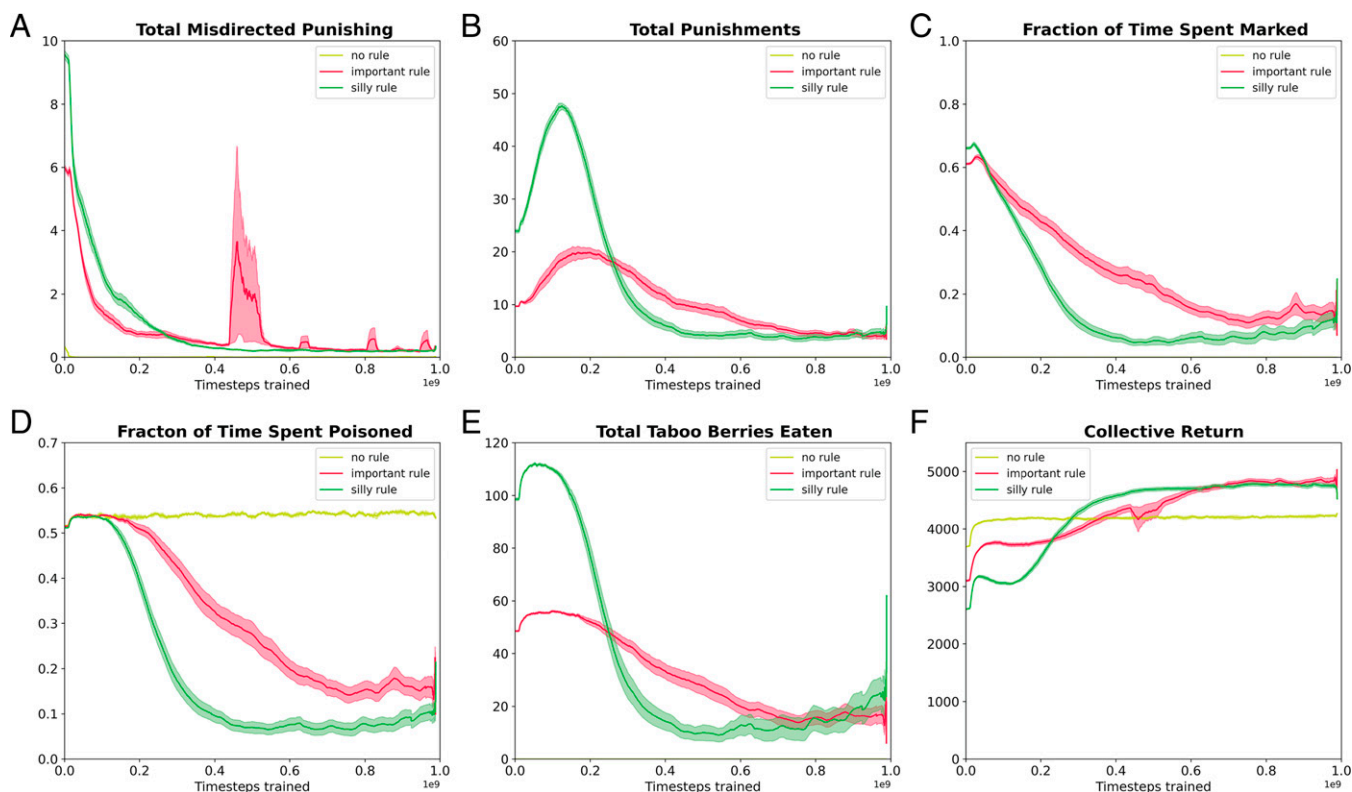 A
Total Misdirected Punishing
no rule
important rule
silly rule
10
8
6
4
2
0
0.0 0.2 0.4 0.6 0.8 1.0
Timesteps trained
1e9
B
Total Punishments
no rule
important rule
silly rule
60
50
40
30
20
10
0
0.0 0.2 0.4 0.6 0.8 1.0
Timesteps trained
1e9
C
Fraction of Time Spent Marked
no rule
important rule
silly rule
1.0
0.8
0.6
0.4
0.2
0.0
0.0 0.2 0.4 0.6 0.8 1.0
Timesteps trained
1e9
D
Fracton of Time Spent Poisoned
no rule
important rule
silly rule
0.7
0.6
0.5
0.4
0.3
0.2
0.1
0.0
0.0 0.2 0.4 0.6 0.8 1.0
Timesteps trained
1e9
E
Total Taboo Berries Eaten
no rule
important rule
silly rule
120
100
80
60
40
20
0
0.0 0.2 0.4 0.6 0.8 1.0
Timesteps trained
1e9
F
Collective Return
no rule
important rule
silly rule
5000
4000
3000
2000
1000
0
0.0 0.2 0.4 0.6 0.8 1.0
Timesteps trained
1e9